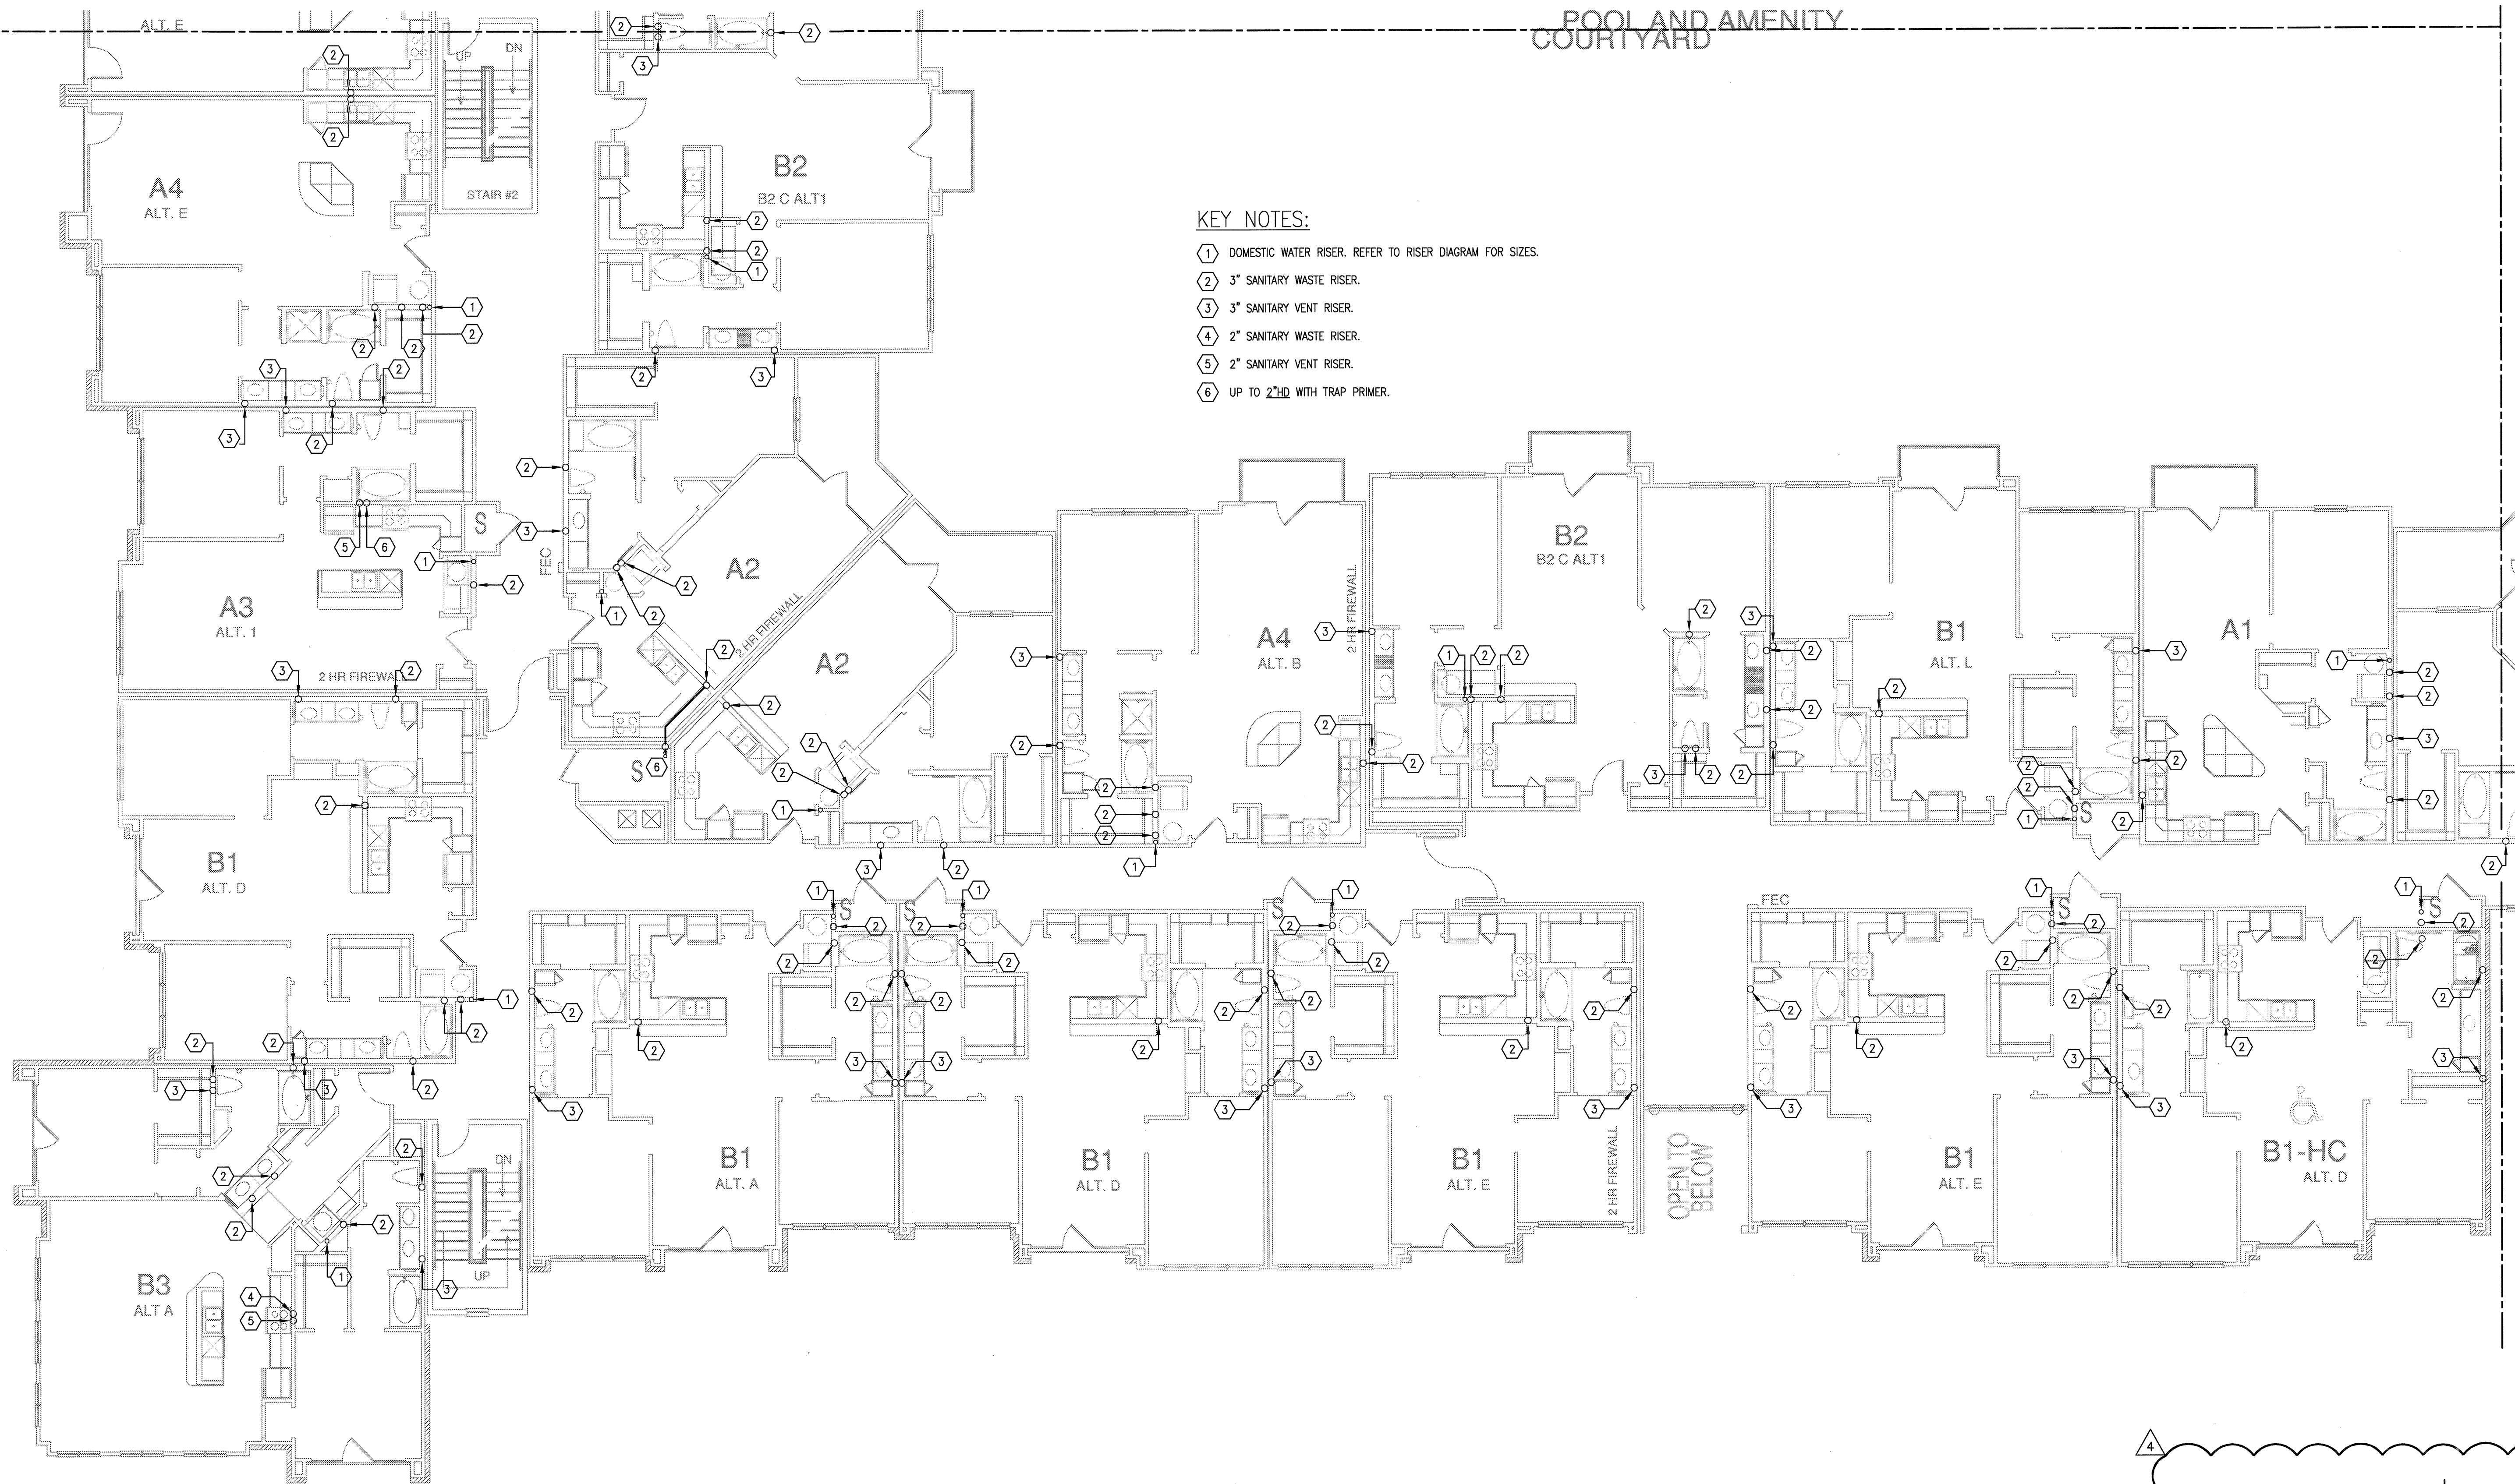 POOL AND AMENITY
COURTYARD
ALT. E
UP
DN
STAIR #2
A4
ALT. E
B2
B2 C ALT1
KEY NOTES:
1 DOMESTIC WATER RISER. REFER TO RISER DIAGRAM FOR SIZES.
2 3" SANITARY WASTE RISER.
3 3" SANITARY VENT RISER.
4 2" SANITARY WASTE RISER.
5 2" SANITARY VENT RISER.
6 UP TO 2"HD WITH TRAP PRIMER.
S
FEC
A3
ALT. 1
2 HR FIREWALL
A2
2 HR FIREWALL
A2
S
A4
ALT. B
2 HR FIREWALL
B2
B2 C ALT1
B1
ALT. L
A1
S
B1
ALT. D
S
S
S
FEC
S
S
B1
ALT. A
B1
ALT. D
B1
ALT. E
2 HR FIREWALL
OPEN TO
BELOW
B1
ALT. E
B1-HC
ALT. D
DN
UP
B3
ALT A
4